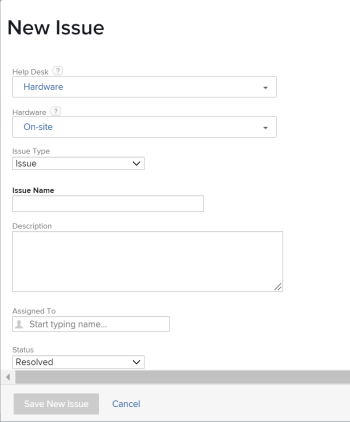 New Issue
Help Desk ?
Hardware
Hardware ?
On-site
Issue Type
Issue
Issue Name
Description
Assigned To
Start typing name...
Status
Resolved
Save New Issue Cancel